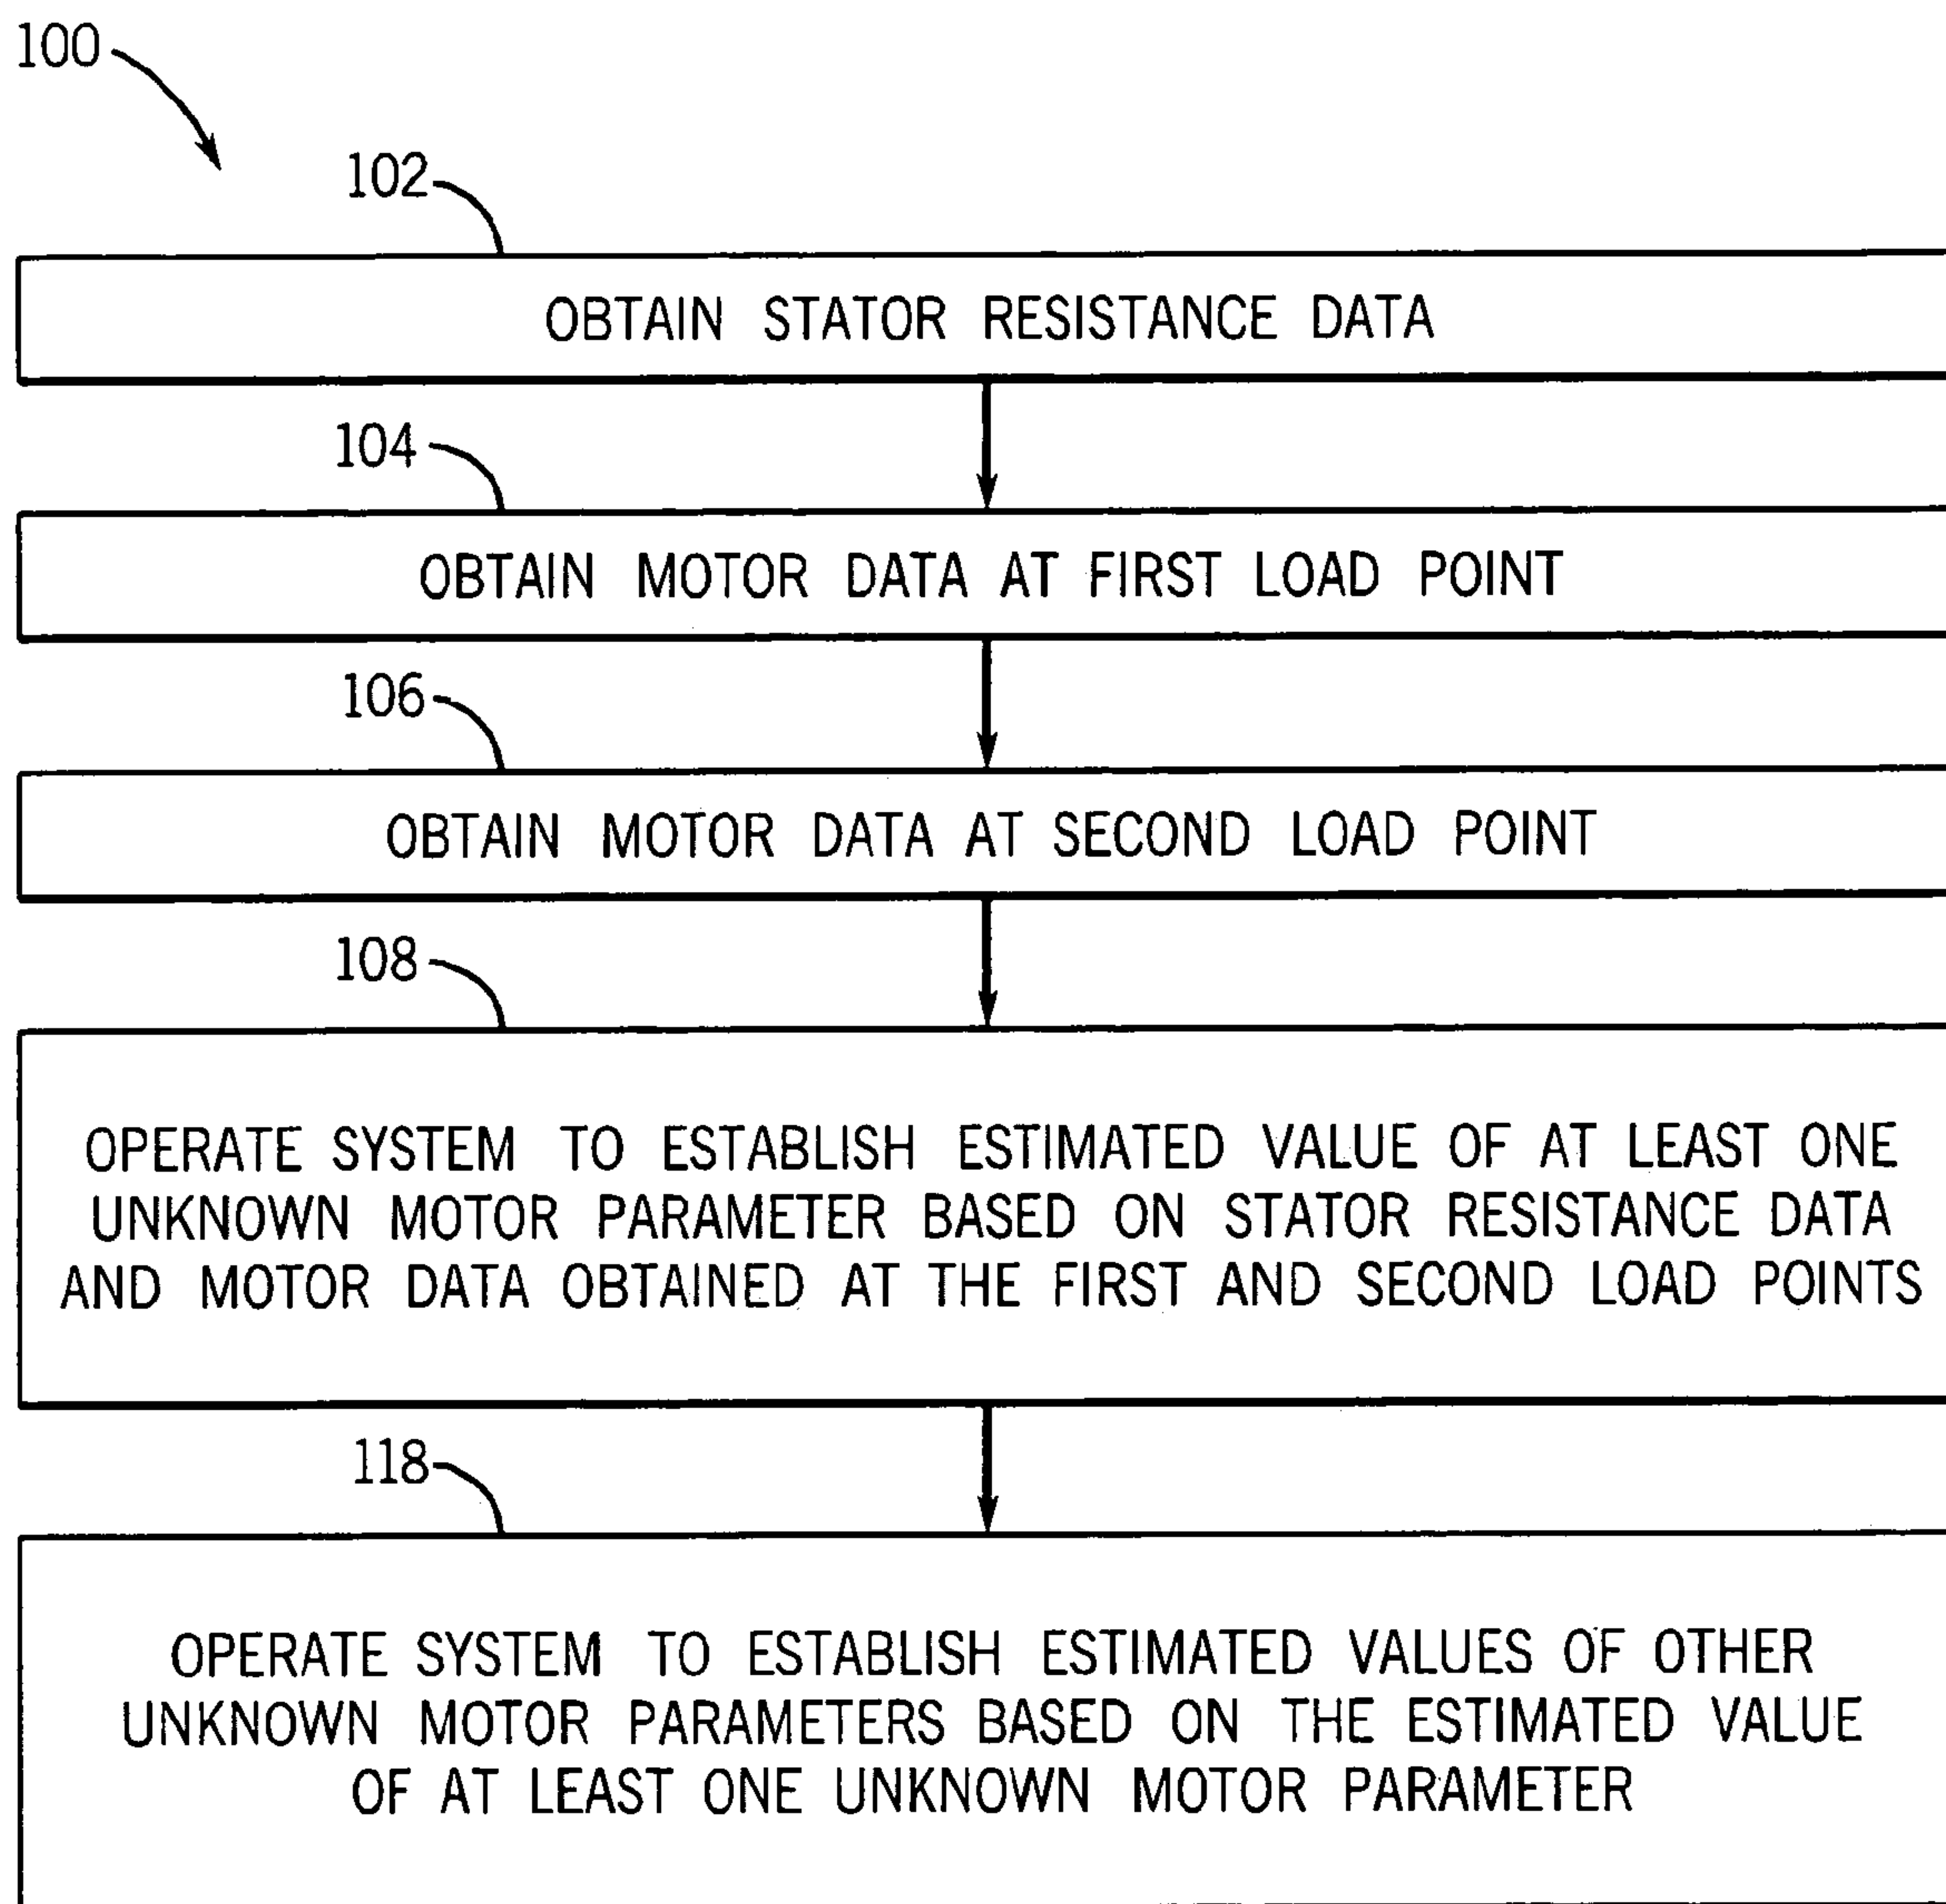 100
102
OBTAIN STATOR RESISTANCE DATA
104
OBTAIN MOTOR DATA AT FIRST LOAD POINT
106
OBTAIN MOTOR DATA AT SECOND LOAD POINT
108
OPERATE SYSTEM TO ESTABLISH ESTIMATED VALUE OF AT LEAST ONE
UNKNOWN MOTOR PARAMETER BASED ON STATOR RESISTANCE DATA
AND MOTOR DATA OBTAINED AT THE FIRST AND SECOND LOAD POINTS
118
OPERATE SYSTEM TO ESTABLISH ESTIMATED VALUES OF OTHER
UNKNOWN MOTOR PARAMETERS BASED ON THE ESTIMATED VALUE
OF AT LEAST ONE UNKNOWN MOTOR PARAMETER